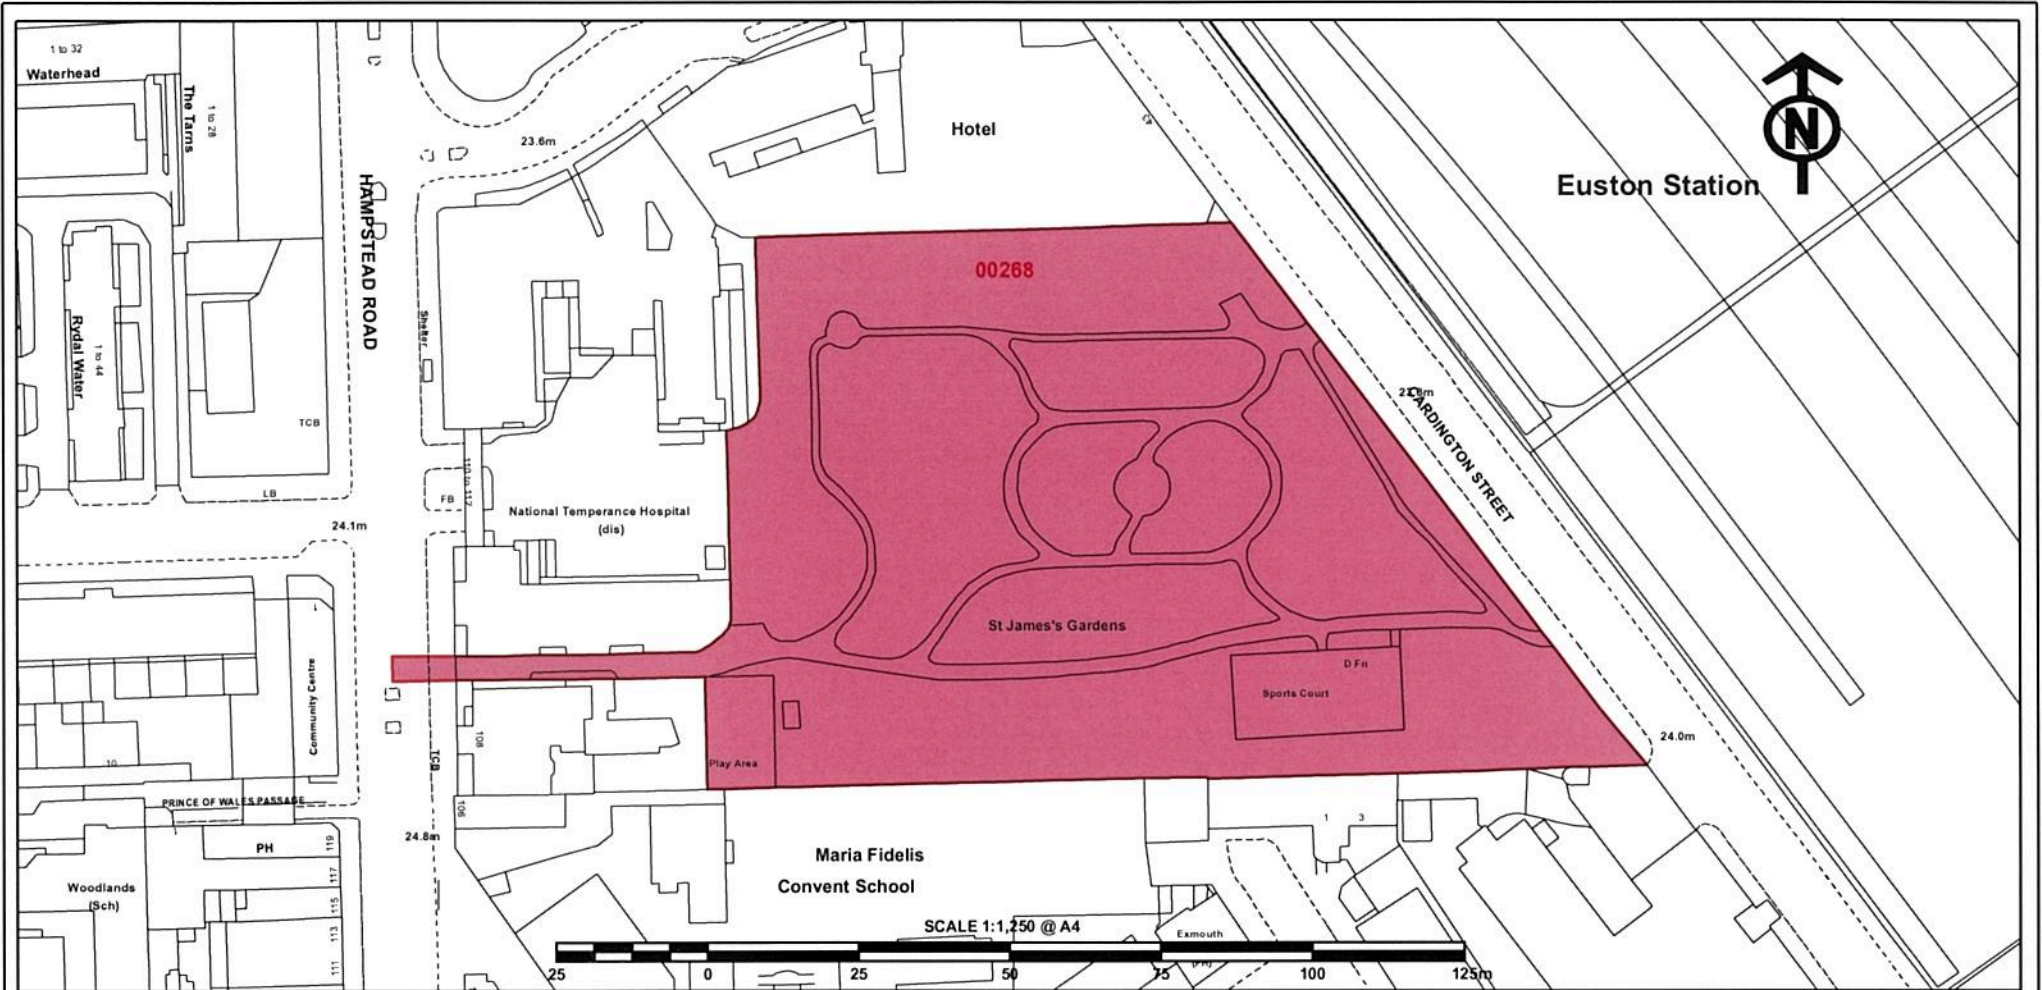 1 to 32
Waterhead
The Tarns
1 to 28
HAMPSTEAD ROAD
23.6m
Hotel
N
Euston Station
00268
Shelter
Rydal Water
1 to 44
TCB
LB
FB
110 to 112
24.1m
National Temperance Hospital
(dis)
CARDINGTON STREET
St James's Gardens
D Fn
Sports Court
Community Centre
TCB
108
Play Area
24.0m
10
PRINCE OF WALES PASSAGE
106
24.8m
PH
119
117
115
113
111
Woodlands
(Sch)
Maria Fidelis
Convent School
1
3
SCALE 1:1,250 @ A4
Exmouth
(PH)
25
0
25
50
75
100
125m